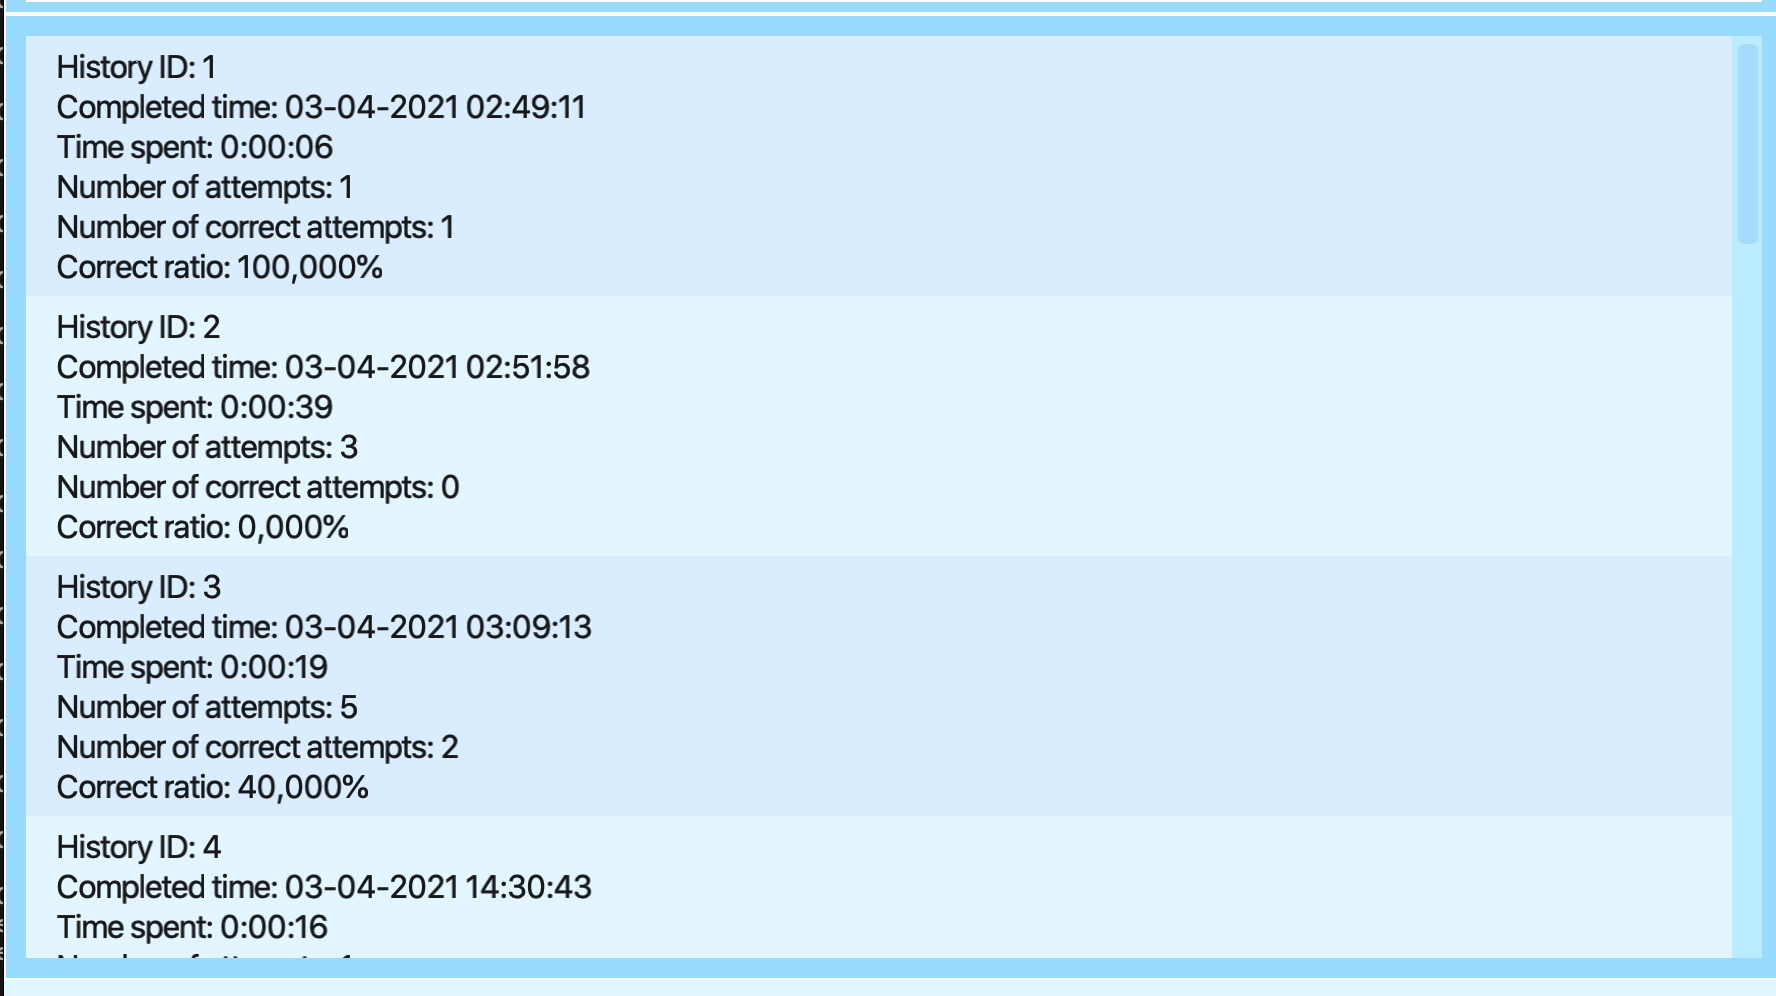 History ID: 1
Completed time: 03-04-2021 02:49:11
Time spent: 0:00:06
Number of attempts: 1
Number of correct attempts: 1
Correct ratio: 100,000%
History ID: 2
Completed time: 03-04-2021 02:51:58
Time spent: 0:00:39
Number of attempts: 3
Number of correct attempts: 0
Correct ratio: 0,000%
History ID: 3
Completed time: 03-04-2021 03:09:13
Time spent: 0:00:19
Number of attempts: 5
Number of correct attempts: 2
Correct ratio: 40,000%
History ID: 4
Completed time: 03-04-2021 14:30:43
Time spent: 0:00:16